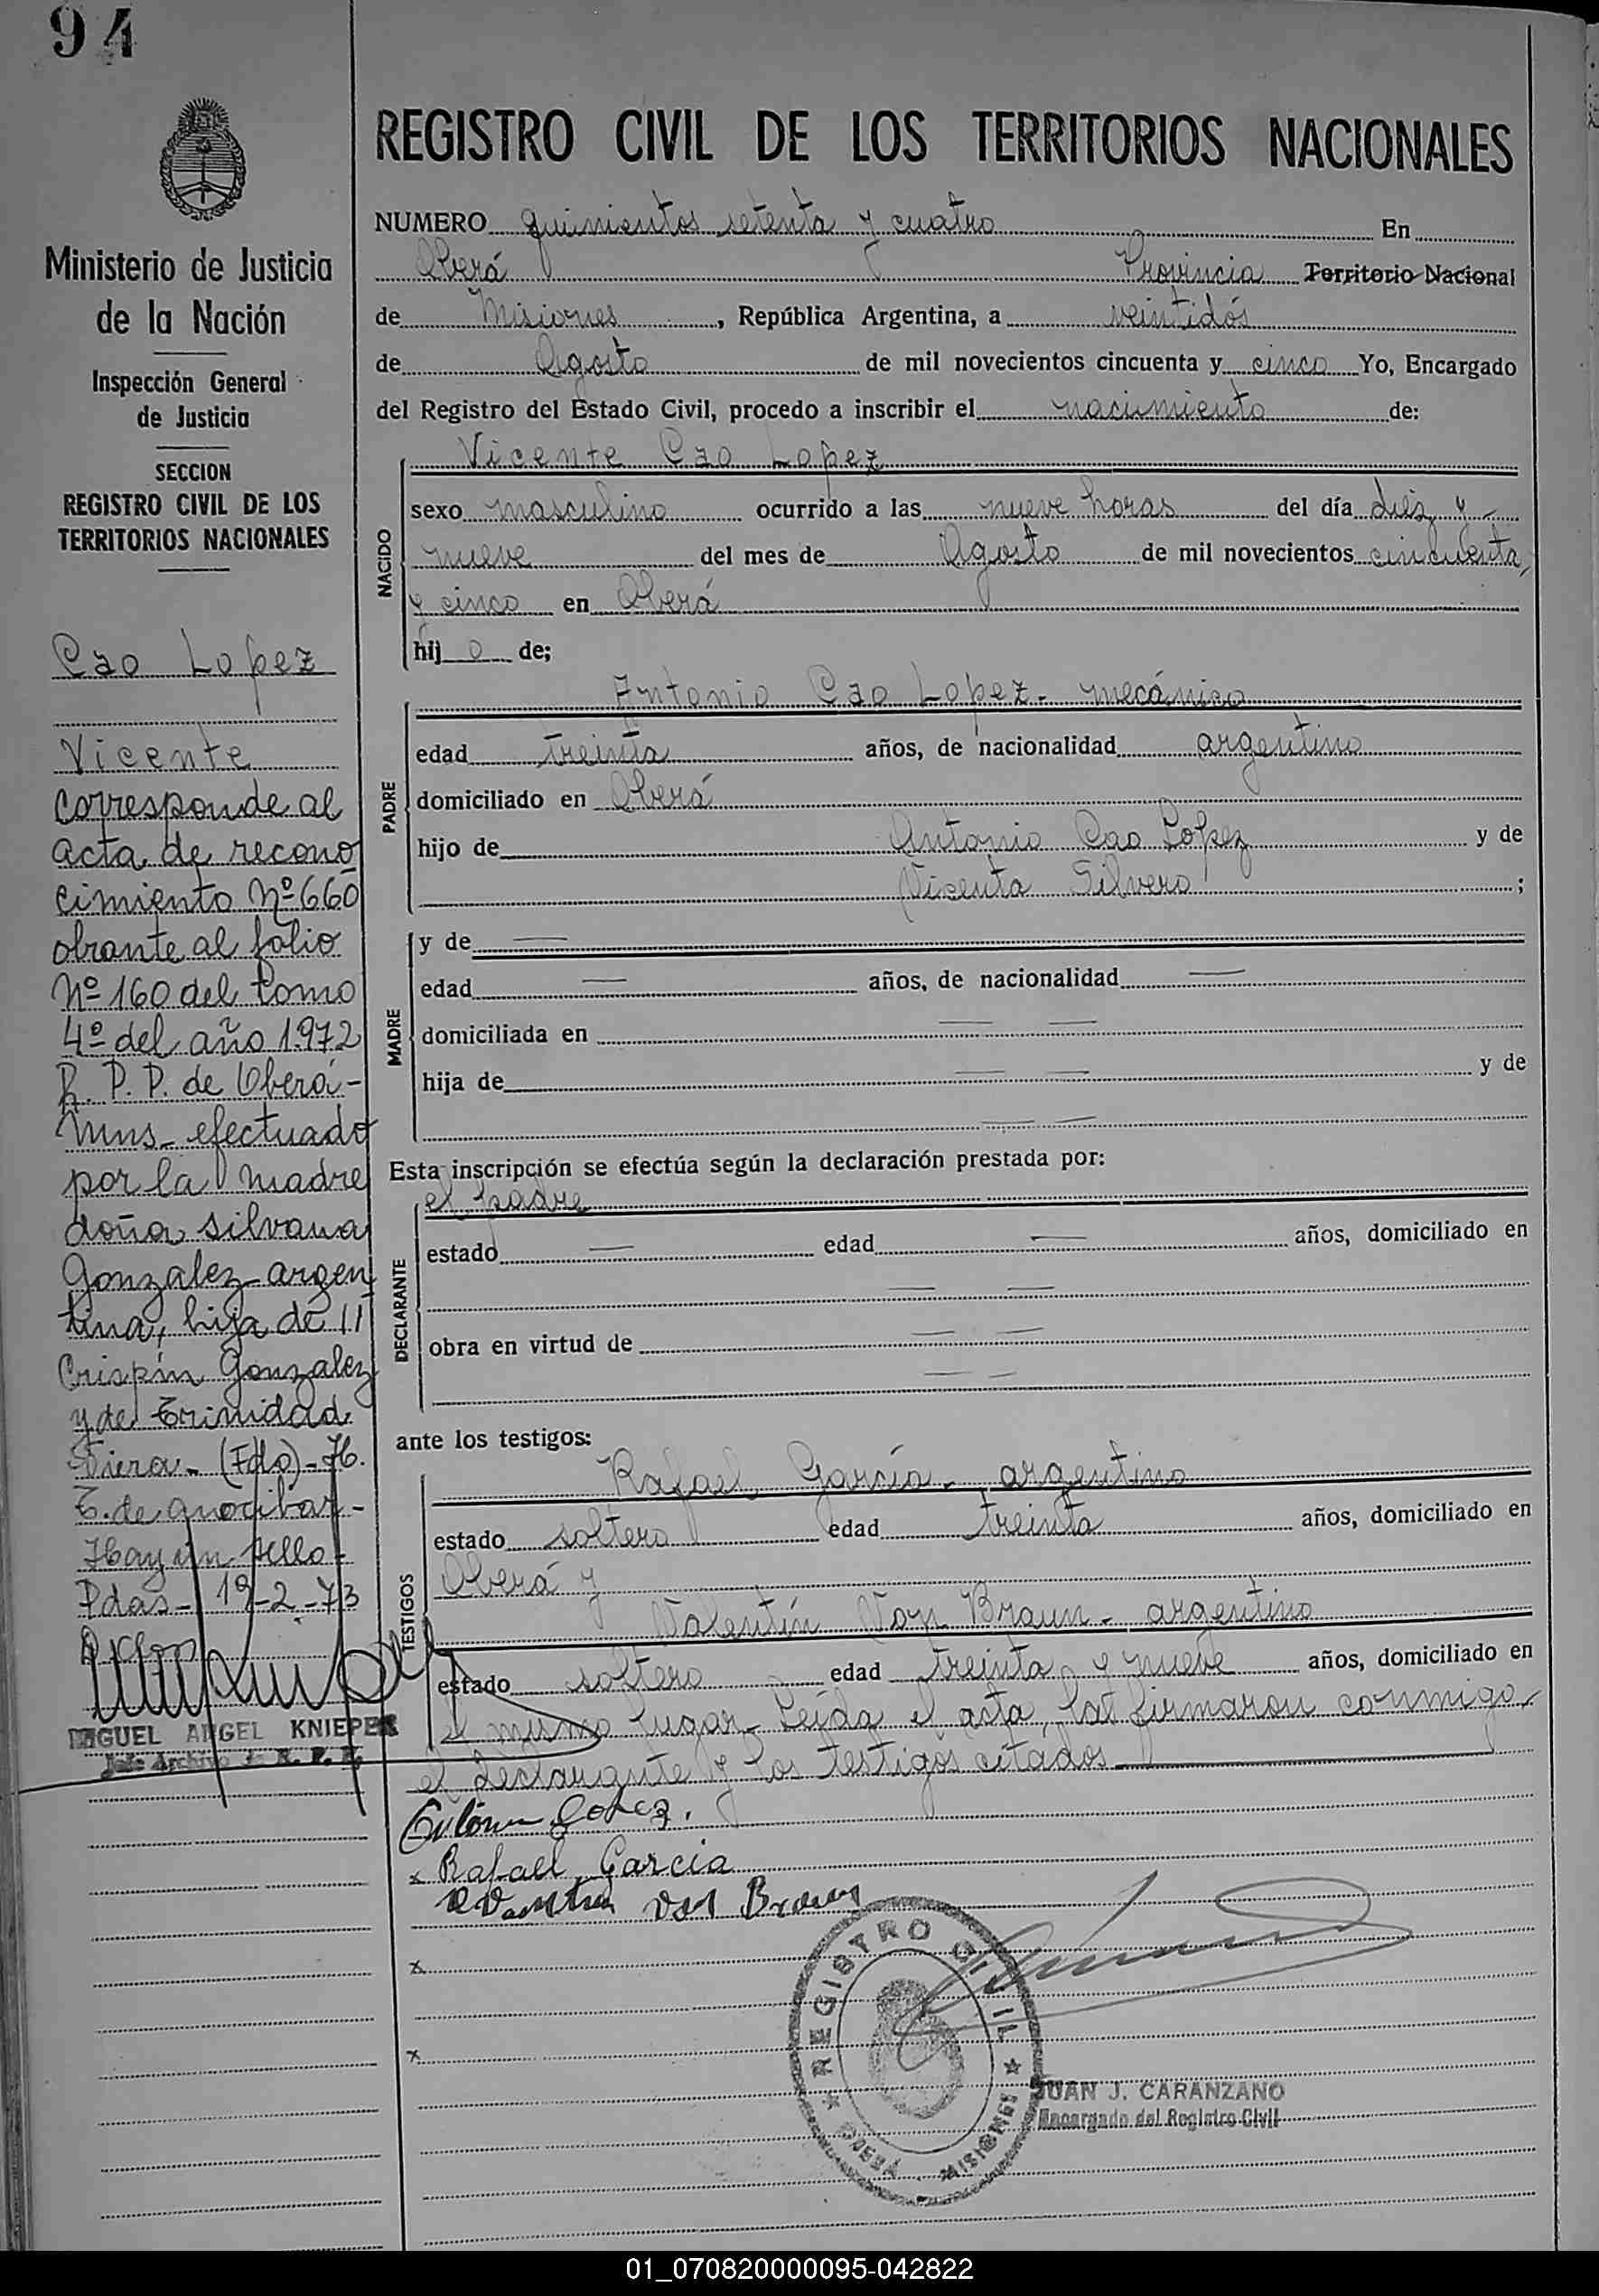 94
Ministerio de Justicia
de la Nación
Inspección General
de Justicia
SECCION
REGISTRO CIVIL DE LOS
TERRITORIOS NACIONALES
Cao Lopez
Vicente
Corresponde al
acta de recono
cimiento Nº 660
obrante al folio
Nº 160 del tomo
4º del año 1972
R. P. P. de Oberá-
Mns- efectuado
por la madre
doña Silvana
Gonzalez- argen
tina, hija de
Crispín Gonzalez
y de Trinidad
Viera- (Fdo)- H.
E. de
Hay un sello-
Pdas- 19-2-73
MIGUEL ANGEL KNIEPER
Jefe Archivo
REGISTRO CIVIL DE LOS TERRITORIOS NACIONALES
NUMERO quinientos setenta y cuatro En
Oberá Provincia Territorio Nacional
de Misiones, República Argentina, a veintidós
de Agosto de mil novecientos cincuenta y cinco Yo, Encargado
del Registro del Estado Civil, procedo a inscribir el nacimiento de:
NACIDO
Vicente Cao Lopez
sexo masculino ocurrido a las nueve horas del día diez y
nueve del mes de Agosto de mil novecientos cincuenta
y cinco en Oberá
hijo de;
PADRE
Antonio Cao Lopez- mecánico
edad treinta años, de nacionalidad argentino
domiciliado en Oberá
hijo de Antonio Cao Lopez y de
Vicenta Silvero ;
MADRE
y de —
edad — años, de nacionalidad —
domiciliada en — —
hija de — — y de
— —
Esta inscripción se efectúa según la declaración prestada por:
DECLARANTE
el padre
estado — edad — años, domiciliado en
— —
obra en virtud de — —
— —
ante los testigos:
TESTIGOS
Rafael García- argentino
estado soltero edad treinta años, domiciliado en
Oberá y
Valentín Von Braun- argentino
estado soltero edad treinta y nueve años, domiciliado en
el mismo lugar- Leída el acta, la firmaron conmigo,
el declarante y los testigos citados
Lopez.
x Rafael Garcia
Von Braun
x
x
REGISTRO CIVIL
OBERÁ MISIONES
JUAN J. CARANZANO
Encargado del Registro Civil
01_070820000095-042822